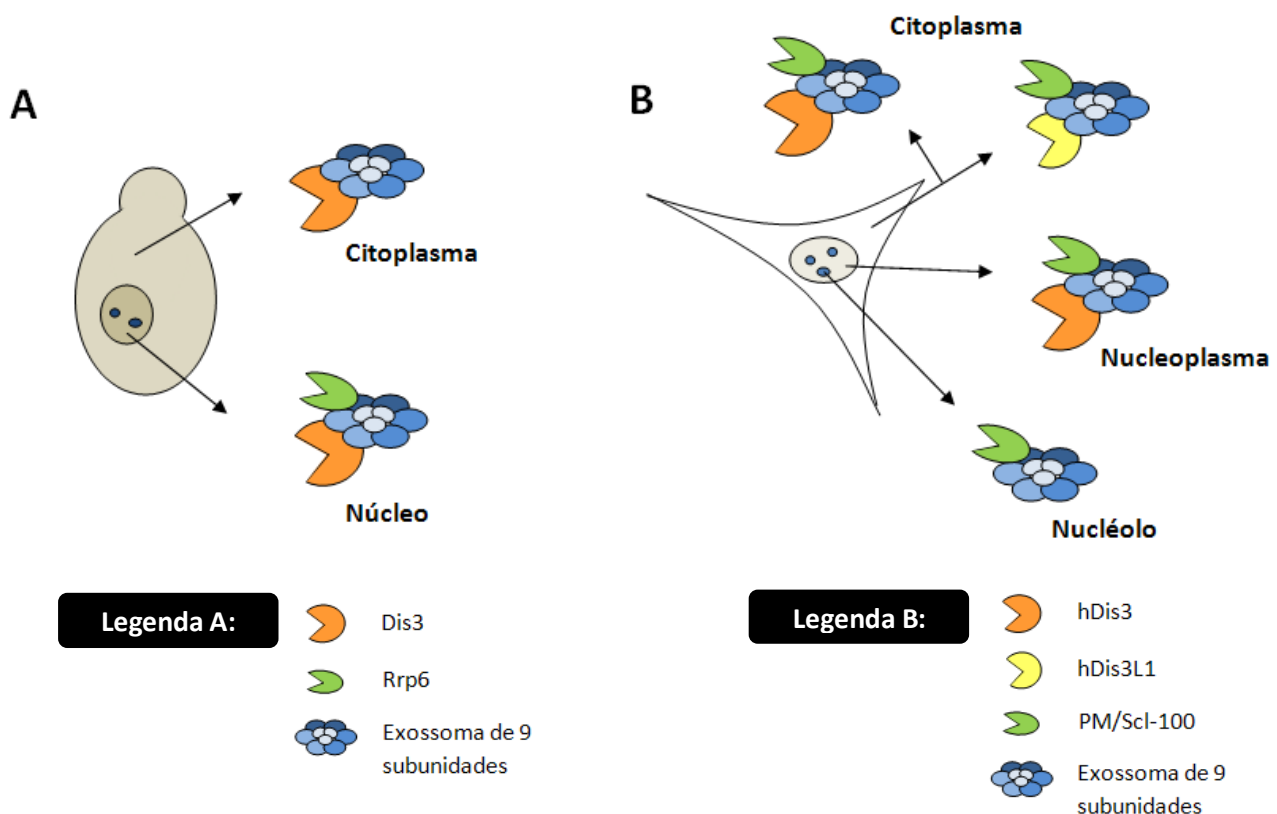 A
Citoplasma
Núcleo
Legenda A:
Dis3
Rrp6
Exossoma de 9
subunidades
B
Citoplasma
Nucleoplasma
Nucléolo
Legenda B:
hDis3
hDis3L1
PM/Scl-100
Exossoma de 9
subunidades